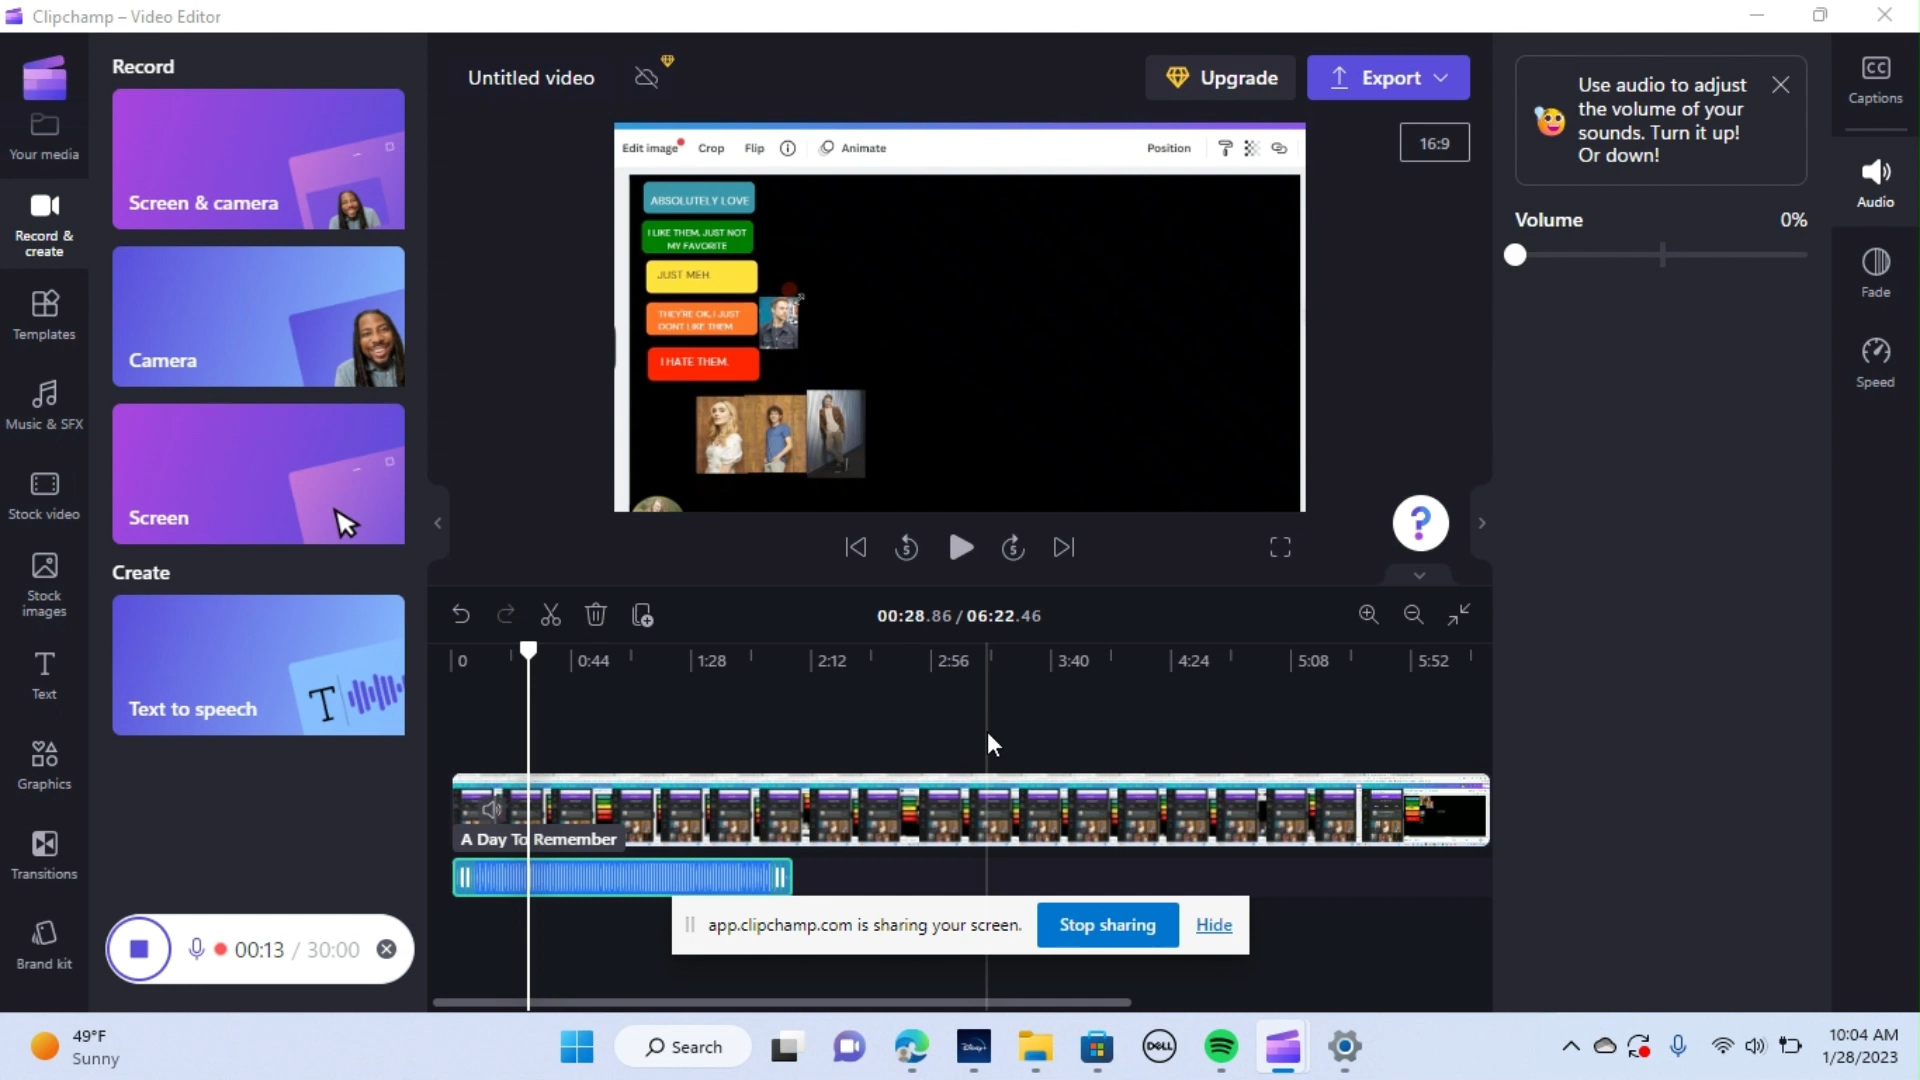 Clipchamp – Video Editor
Your media
Record &
create
Templates
Music & SFX
Stock video
Stock
images
Text
Graphics
Transitions
Brand kit
Record
Screen & camera
Camera
Screen
Create
Text to speech
T
00:13 / 30:00
Untitled video
Upgrade
Export
16:9
Edit image
Crop
Flip
Animate
Position
ABSOLUTELY LOVE
I LIKE THEM, JUST NOT
MY FAVORITE
JUST MEH.
THEY'RE OK, I JUST
DONT LIKE THEM
I HATE THEM.
5
5
?
00:28.86 / 06:22.46
0
0:44
1:28
2:12
2:56
3:40
4:24
5:08
5:52
A Day To Remember
app.clipchamp.com is sharing your screen.
Stop sharing
Hide
Use audio to adjust
the volume of your
sounds. Turn it up!
Or down!
Volume
0%
CC
Captions
Audio
Fade
Speed
49°F
Sunny
Search
Disney+
DELL
10:04 AM
1/28/2023